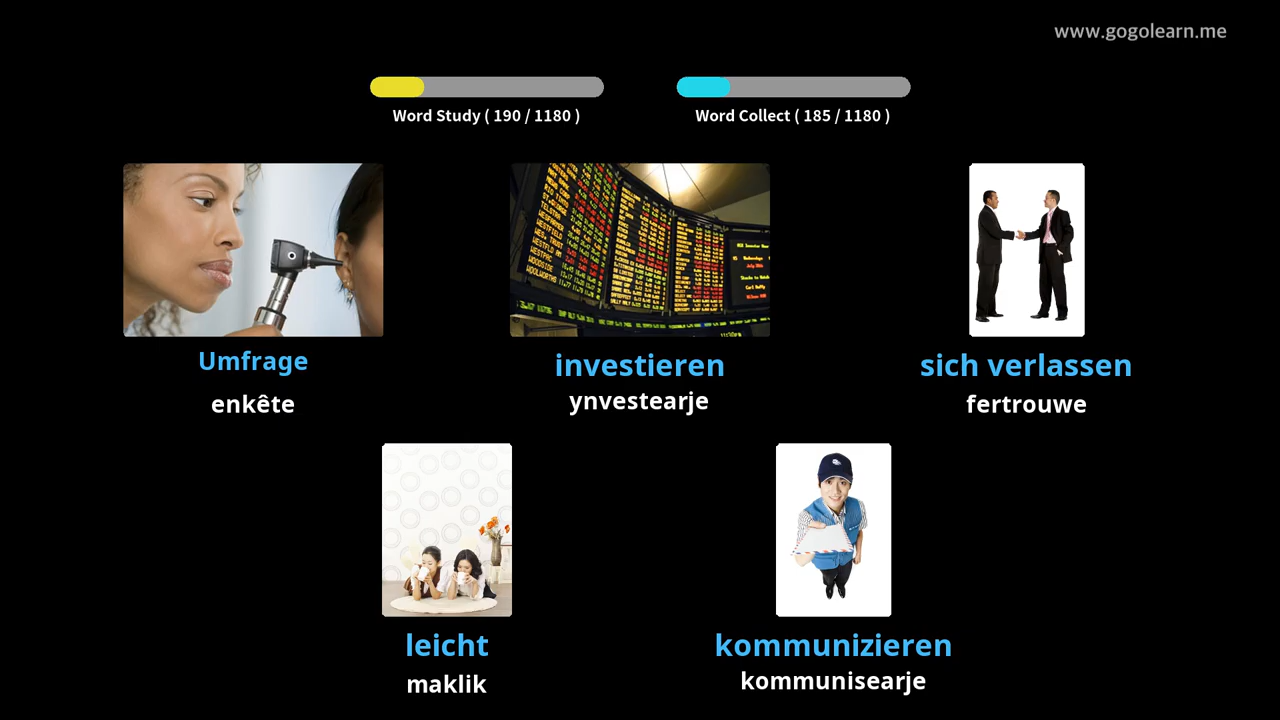 www.gogolearn.me
Word Study ( 190 / 1180 )
Word Collect ( 185 / 1180 )
Umfrage
enkête
investieren
ynvestearje
sich verlassen
fertrouwe
leicht
maklik
kommunizieren
kommunisearje